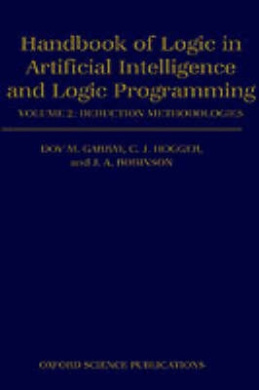 Handbook of Logic in
Artificial Intelligence
and Logic Programming
VOLUME 2: DEDUCTION METHODOLOGIES
DOV M. GABBAY, C. J. HOGGER,
and J. A. ROBINSON
OXFORD SCIENCE PUBLICATIONS